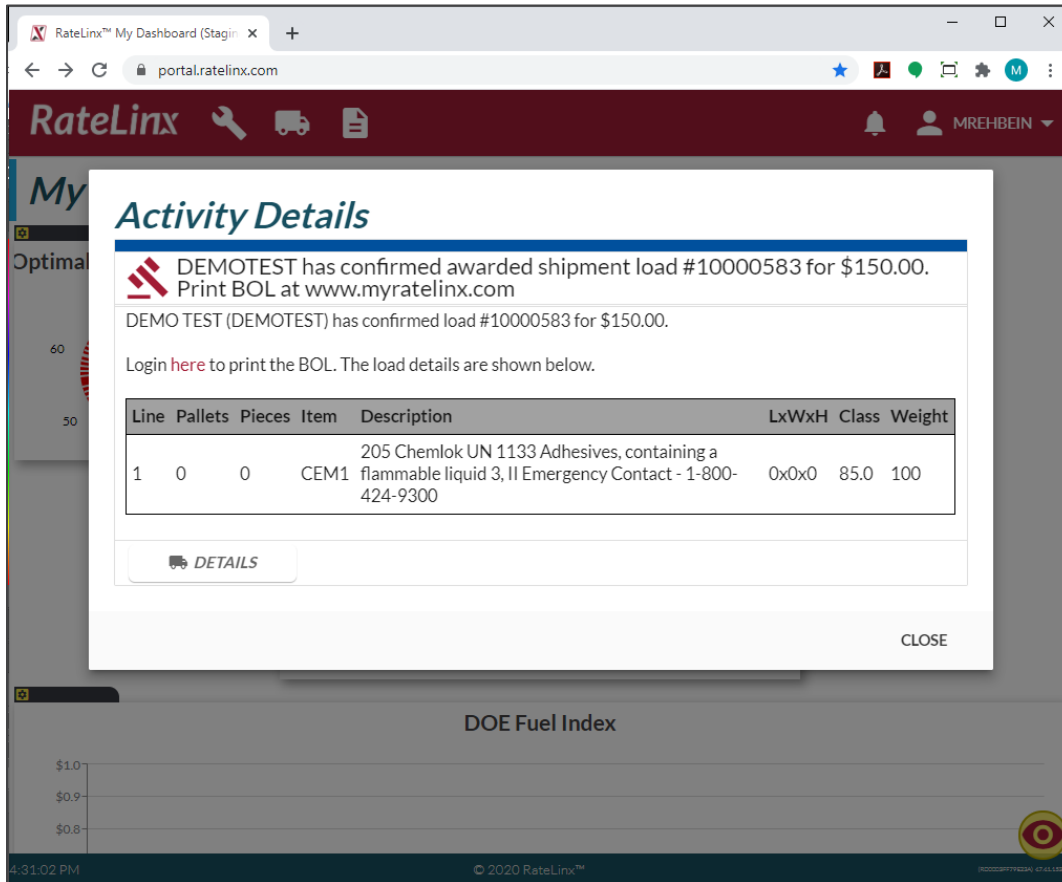 RateLinx™ My Dashboard (Stagin
portal.ratelinx.com
M
RateLinx
MREHBEIN
My
Optimal
60
50
Activity Details
DEMOTEST has confirmed awarded shipment load #10000583 for $150.00.
Print BOL at www.myratelinx.com
DEMO TEST (DEMOTEST) has confirmed load #10000583 for $150.00.
Login here to print the BOL. The load details are shown below.
Line Pallets Pieces Item Description LxWxH Class Weight
1 0 0 CEM1 205 Chemlok UN 1133 Adhesives, containing a
flammable liquid 3, II Emergency Contact - 1-800-
424-9300 0x0x0 85.0 100
DETAILS
CLOSE
DOE Fuel Index
$1.0
$0.9
$0.8
4:31:02 PM
© 2020 RateLinx™